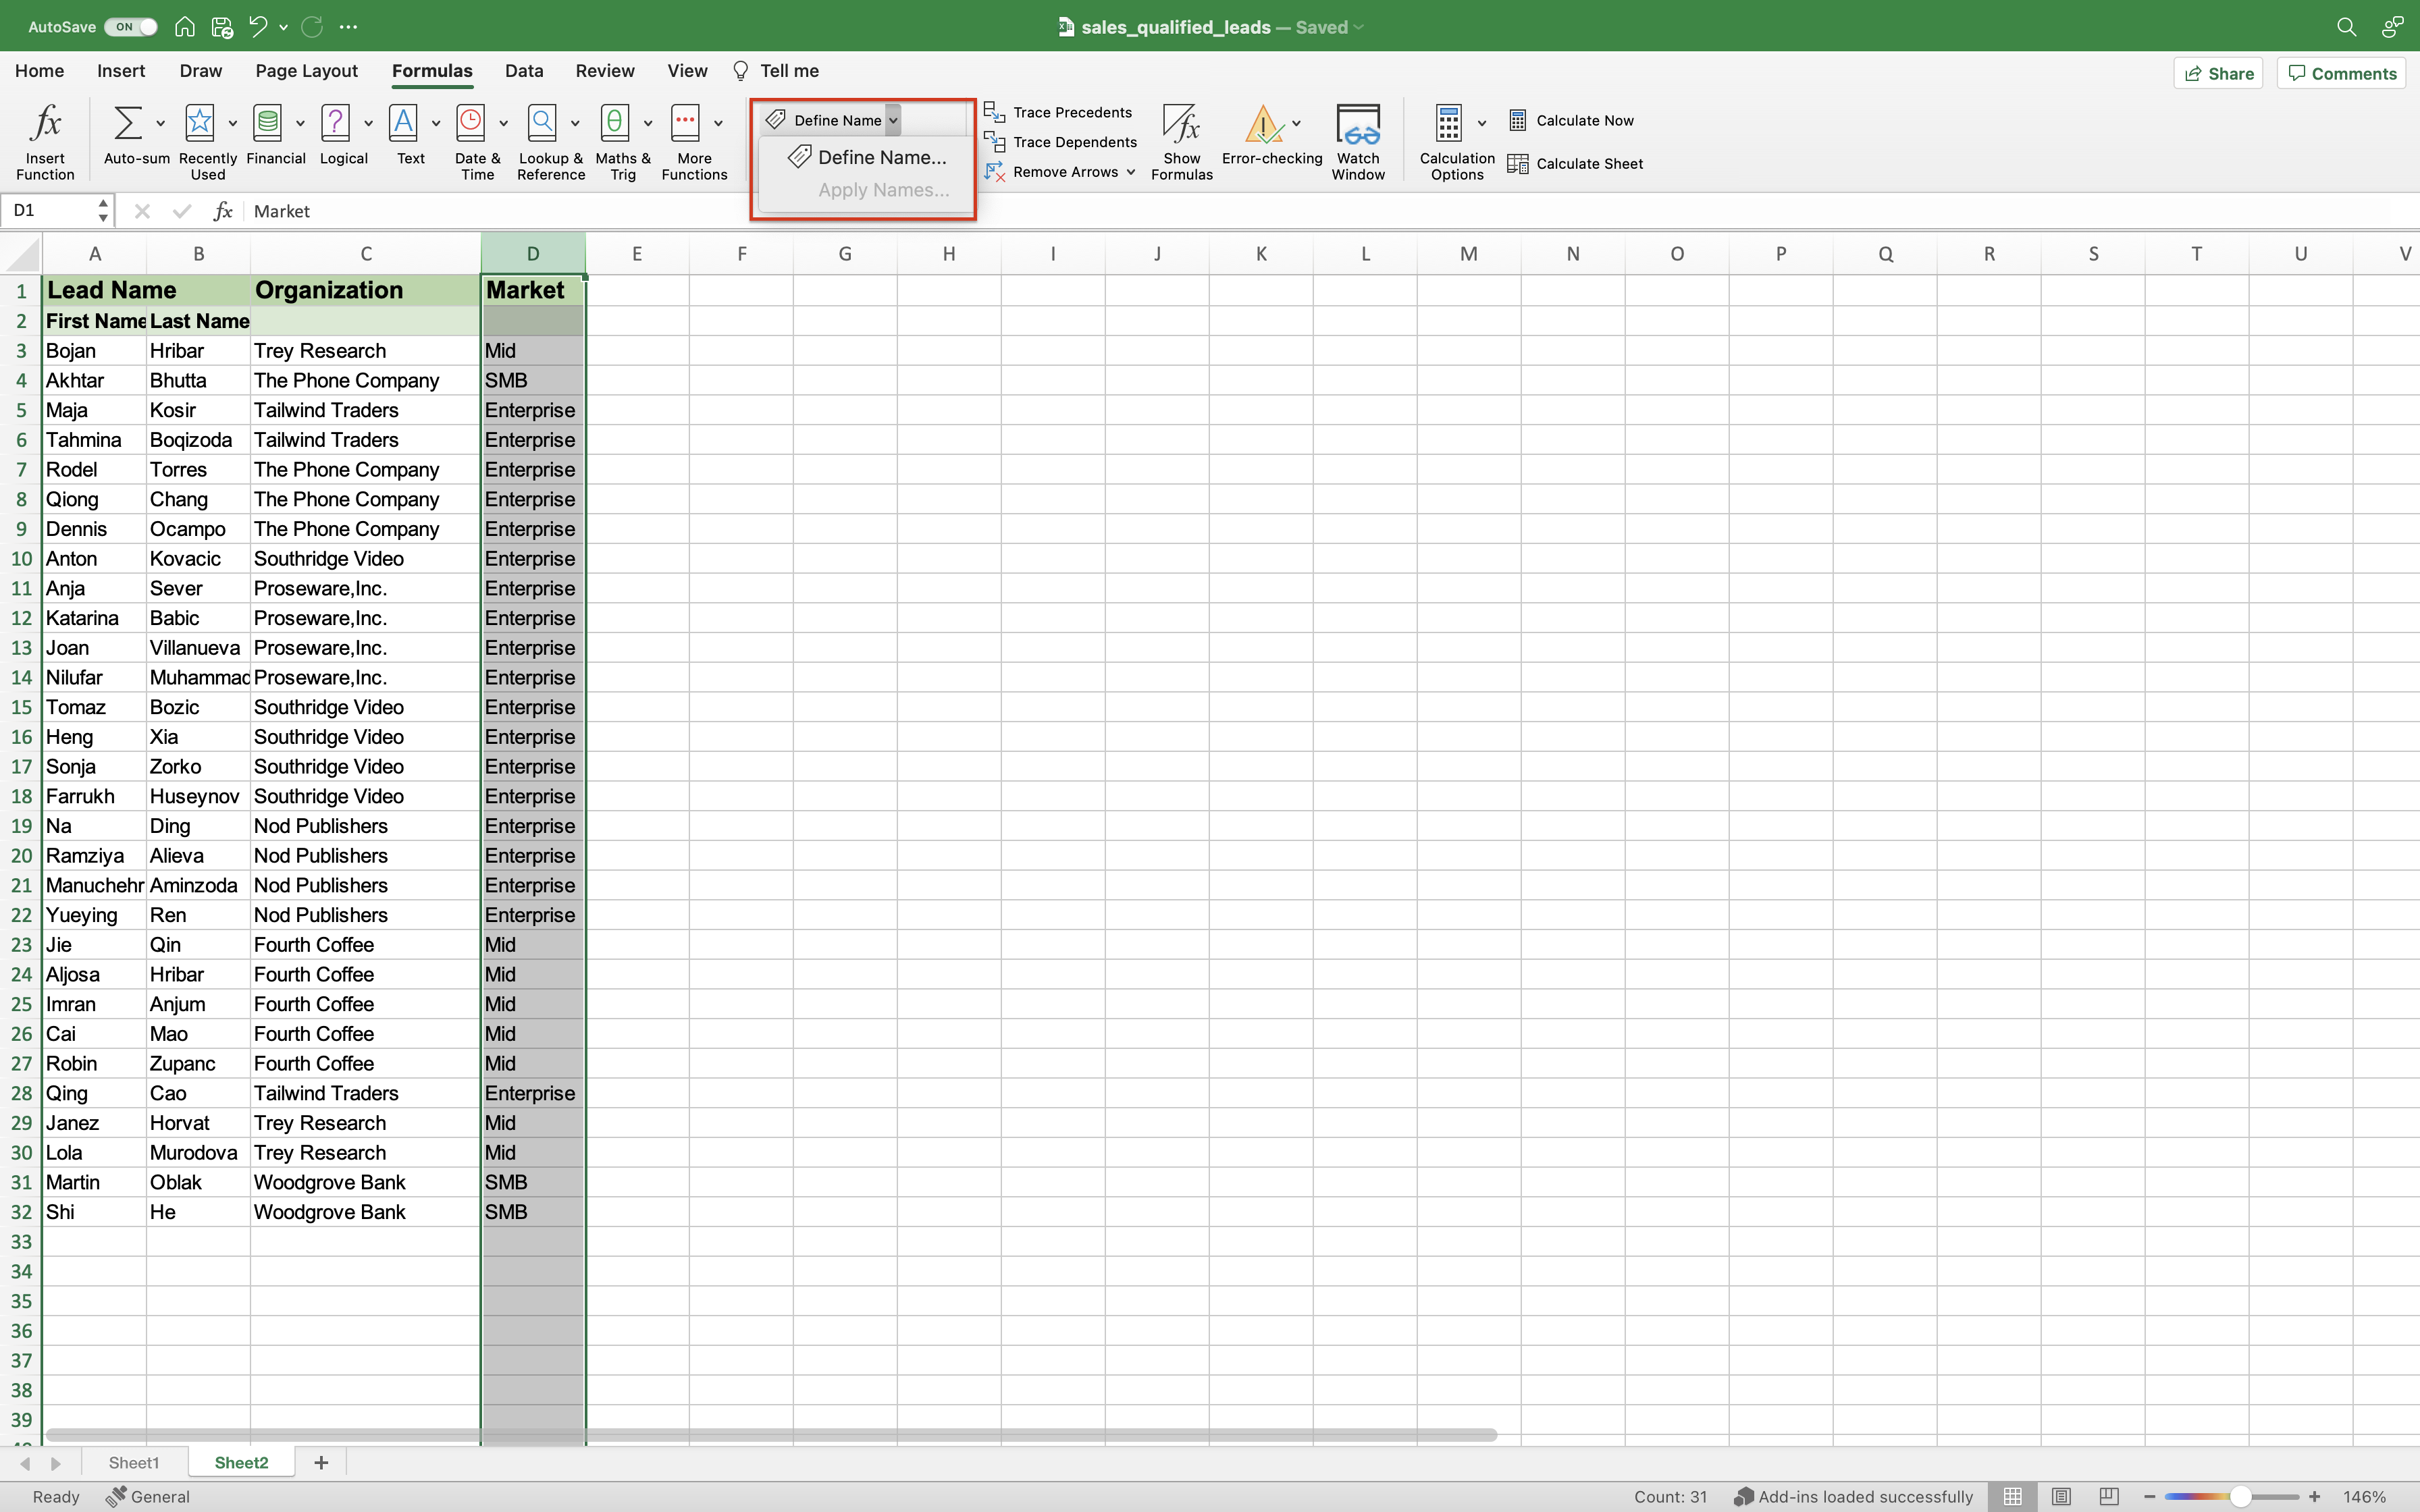 AutoSave ON sales_qualified_leads — Saved
Home Insert Draw Page Layout Formulas Data Review View Tell me Share Comments
Insert Function Auto-sum Recently Used Financial Logical Text Date & Time Lookup & Reference Maths & Trig More Functions
Define Name
Define Name...
Apply Names...
Trace Precedents
Trace Dependents
Remove Arrows
Show Formulas Error-checking Watch Window Calculation Options
Calculate Now
Calculate Sheet
D1 fx Market
A B C D E F G H I J K L M N O P Q R S T U V
1 Lead Name Organization Market
2 First Name Last Name
3 Bojan Hribar Trey Research Mid
4 Akhtar Bhutta The Phone Company SMB
5 Maja Kosir Tailwind Traders Enterprise
6 Tahmina Boqizoda Tailwind Traders Enterprise
7 Rodel Torres The Phone Company Enterprise
8 Qiong Chang The Phone Company Enterprise
9 Dennis Ocampo The Phone Company Enterprise
10 Anton Kovacic Southridge Video Enterprise
11 Anja Sever Proseware,Inc. Enterprise
12 Katarina Babic Proseware,Inc. Enterprise
13 Joan Villanueva Proseware,Inc. Enterprise
14 Nilufar Muhammad Proseware,Inc. Enterprise
15 Tomaz Bozic Southridge Video Enterprise
16 Heng Xia Southridge Video Enterprise
17 Sonja Zorko Southridge Video Enterprise
18 Farrukh Huseynov Southridge Video Enterprise
19 Na Ding Nod Publishers Enterprise
20 Ramziya Alieva Nod Publishers Enterprise
21 Manuchehr Aminzoda Nod Publishers Enterprise
22 Yueying Ren Nod Publishers Enterprise
23 Jie Qin Fourth Coffee Mid
24 Aljosa Hribar Fourth Coffee Mid
25 Imran Anjum Fourth Coffee Mid
26 Cai Mao Fourth Coffee Mid
27 Robin Zupanc Fourth Coffee Mid
28 Qing Cao Tailwind Traders Enterprise
29 Janez Horvat Trey Research Mid
30 Lola Murodova Trey Research Mid
31 Martin Oblak Woodgrove Bank SMB
32 Shi He Woodgrove Bank SMB
33
34
35
36
37
38
39
Sheet1 Sheet2 +
Ready General Count: 31 Add-ins loaded successfully − + 146%